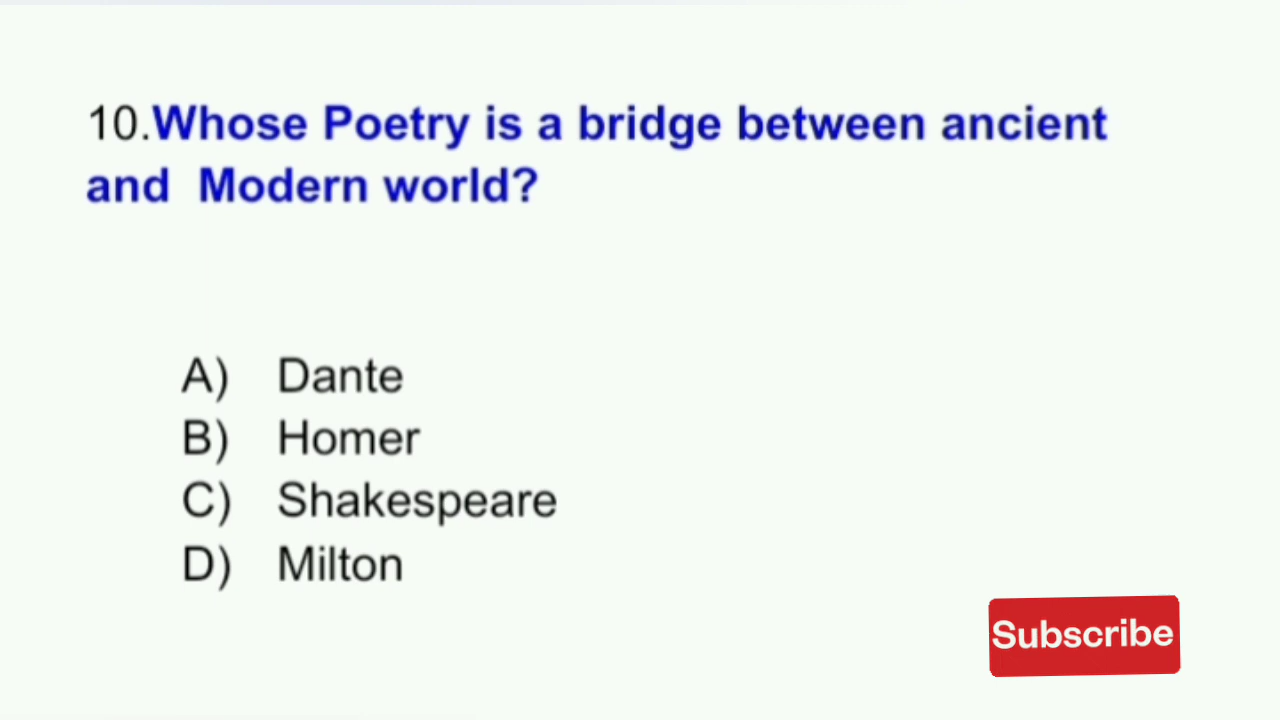 10.Whose Poetry is a bridge between ancient
and  Modern world?
A) Dante
B) Homer
C) Shakespeare
D) Milton
Subscribe